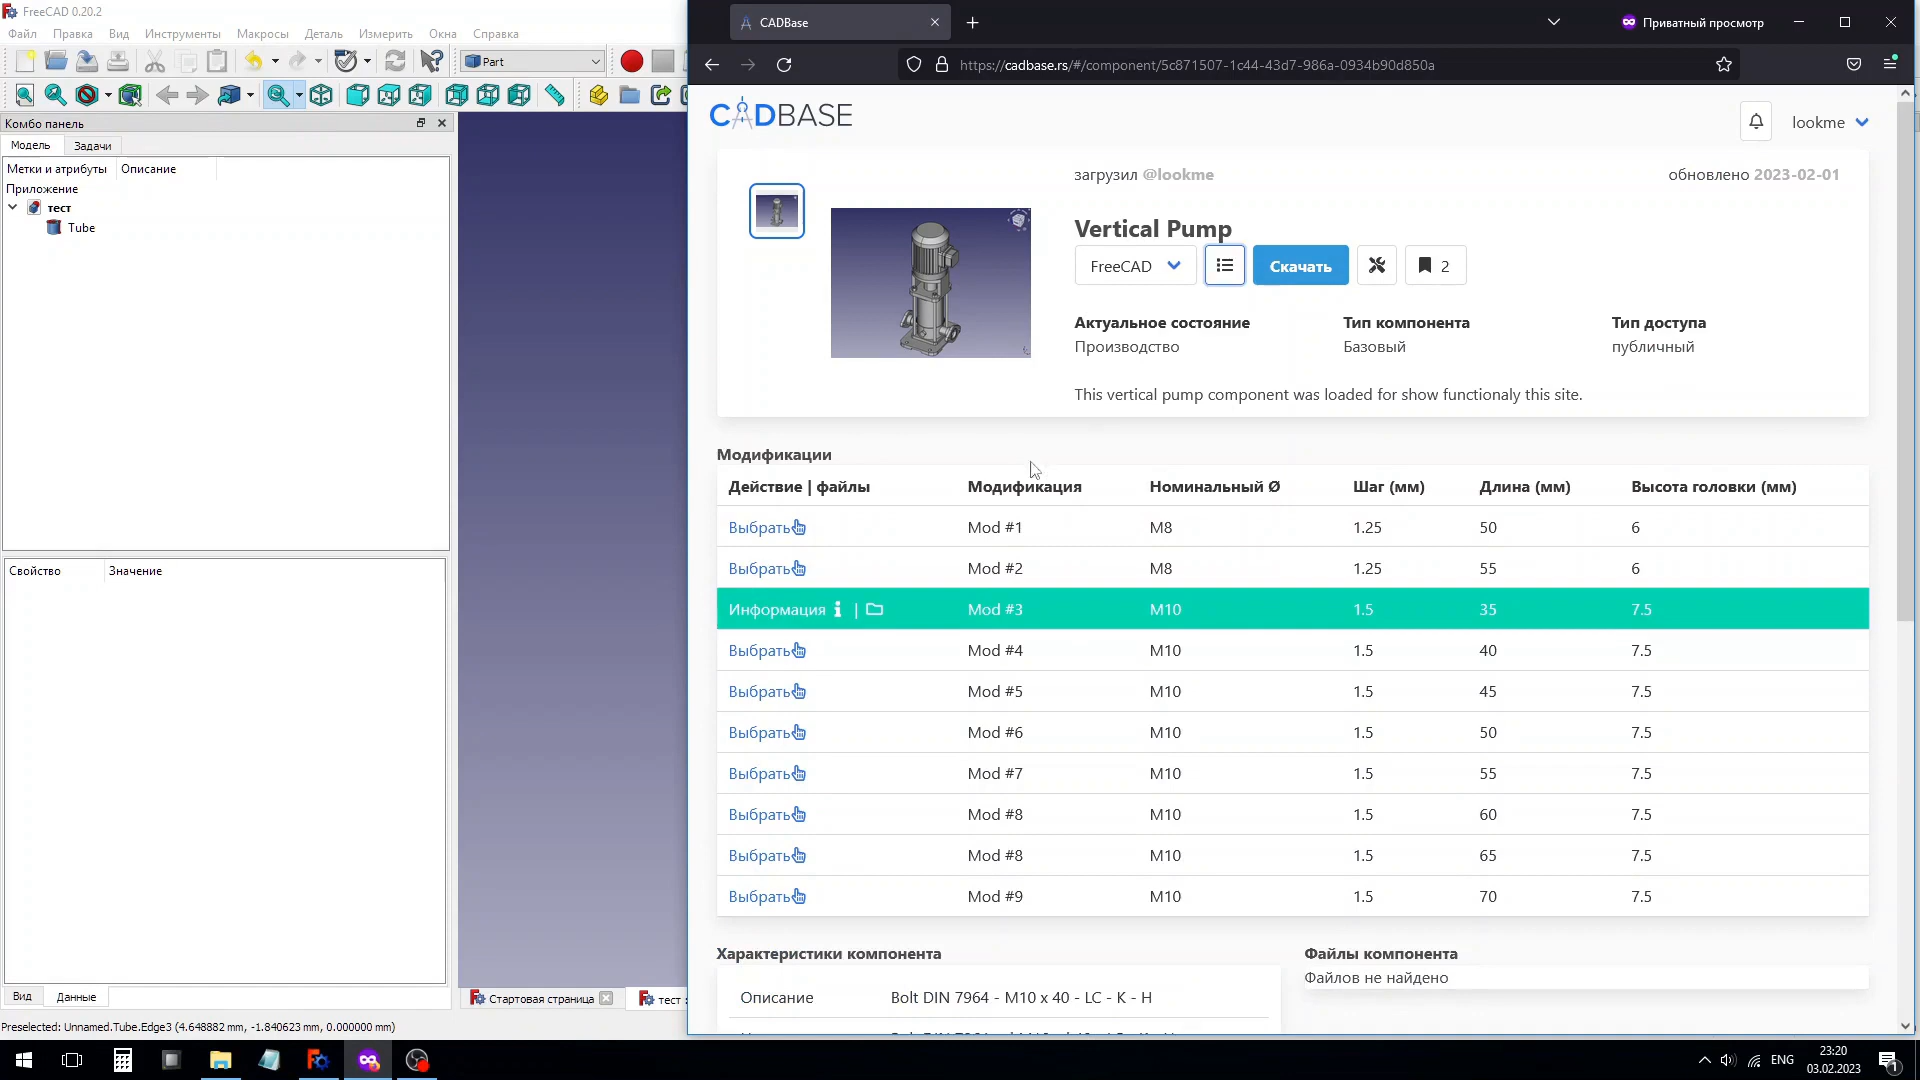 FreeCAD 0.20.2
Файл Правка Вид Инструменты Макросы Деталь Измерить Окна Справка
Part
Комбо панель
Модель Задачи
Метки и атрибуты Описание
Приложение
тест
Tube
Свойство Значение
Вид Данные
Стартовая страница
тест
Preselected: Unnamed.Tube.Edge3 (4.648882 mm, -1.840623 mm, 0.000000 mm)
CADBase
Приватный просмотр
https://cadbase.rs/#/component/5c871507-1c44-43d7-986a-0934b90d850a
CADBASE
lookme
загрузил @lookme
обновлено 2023-02-01
Vertical Pump
FreeCAD Скачать 2
Актуальное состояние Тип компонента Тип доступа
Производство Базовый публичный
This vertical pump component was loaded for show functionaly this site.
Модификации
Действие | файлы Модификация Номинальный Ø Шаг (мм) Длина (мм) Высота головки (мм)
Выбрать Mod #1 M8 1.25 50 6
Выбрать Mod #2 M8 1.25 55 6
Информация | Mod #3 M10 1.5 35 7.5
Выбрать Mod #4 M10 1.5 40 7.5
Выбрать Mod #5 M10 1.5 45 7.5
Выбрать Mod #6 M10 1.5 50 7.5
Выбрать Mod #7 M10 1.5 55 7.5
Выбрать Mod #8 M10 1.5 60 7.5
Выбрать Mod #8 M10 1.5 65 7.5
Выбрать Mod #9 M10 1.5 70 7.5
Характеристики компонента
Описание Bolt DIN 7964 - M10 x 40 - LC - K - H
Файлы компонента
Файлов не найдено
ENG
23:20
03.02.2023
1